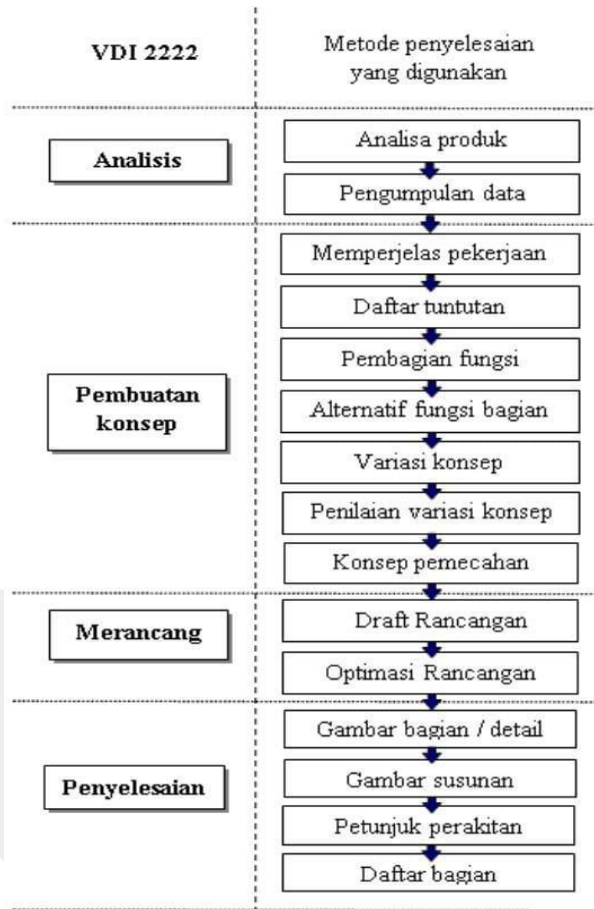 VDI 2222
Metode penyelesaian
yang digunakan
Analisis
Analisa produk
Pengumpulan data
Pembuatan
konsep
Memperjelas pekerjaan
Daftar tuntutan
Pembagian fungsi
Alternatif fungsi bagian
Variasi konsep
Penilaian variasi konsep
Konsep pemecahan
Merancang
Draft Rancangan
Optimasi Rancangan
Penyelesaian
Gambar bagian / detail
Gambar susunan
Petunjuk perakitan
Daftar bagian